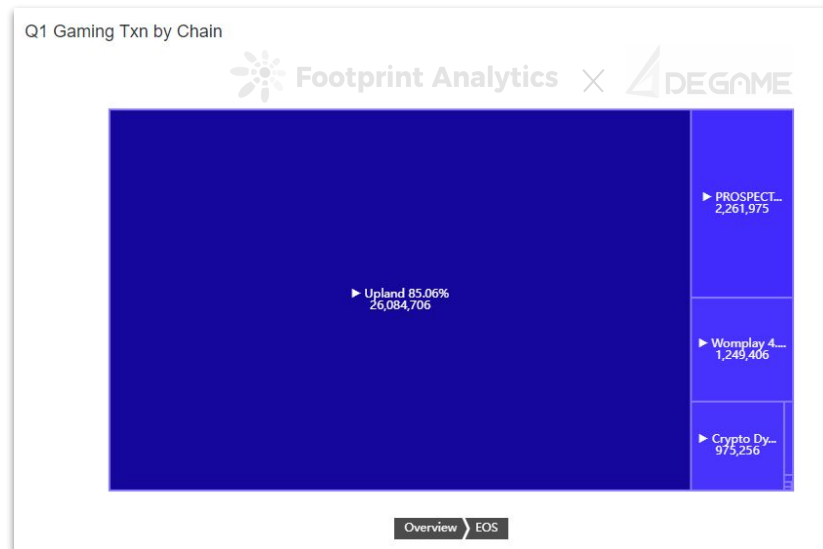 Q1 Gaming Txn by Chain
Footprint Analytics × DEGAME
► PROSPECT...
2,261,975
► Upland 85.06%
26,084,706
► Womplay 4....
1,249,406
► Crypto Dy...
975,256
Overview
EOS